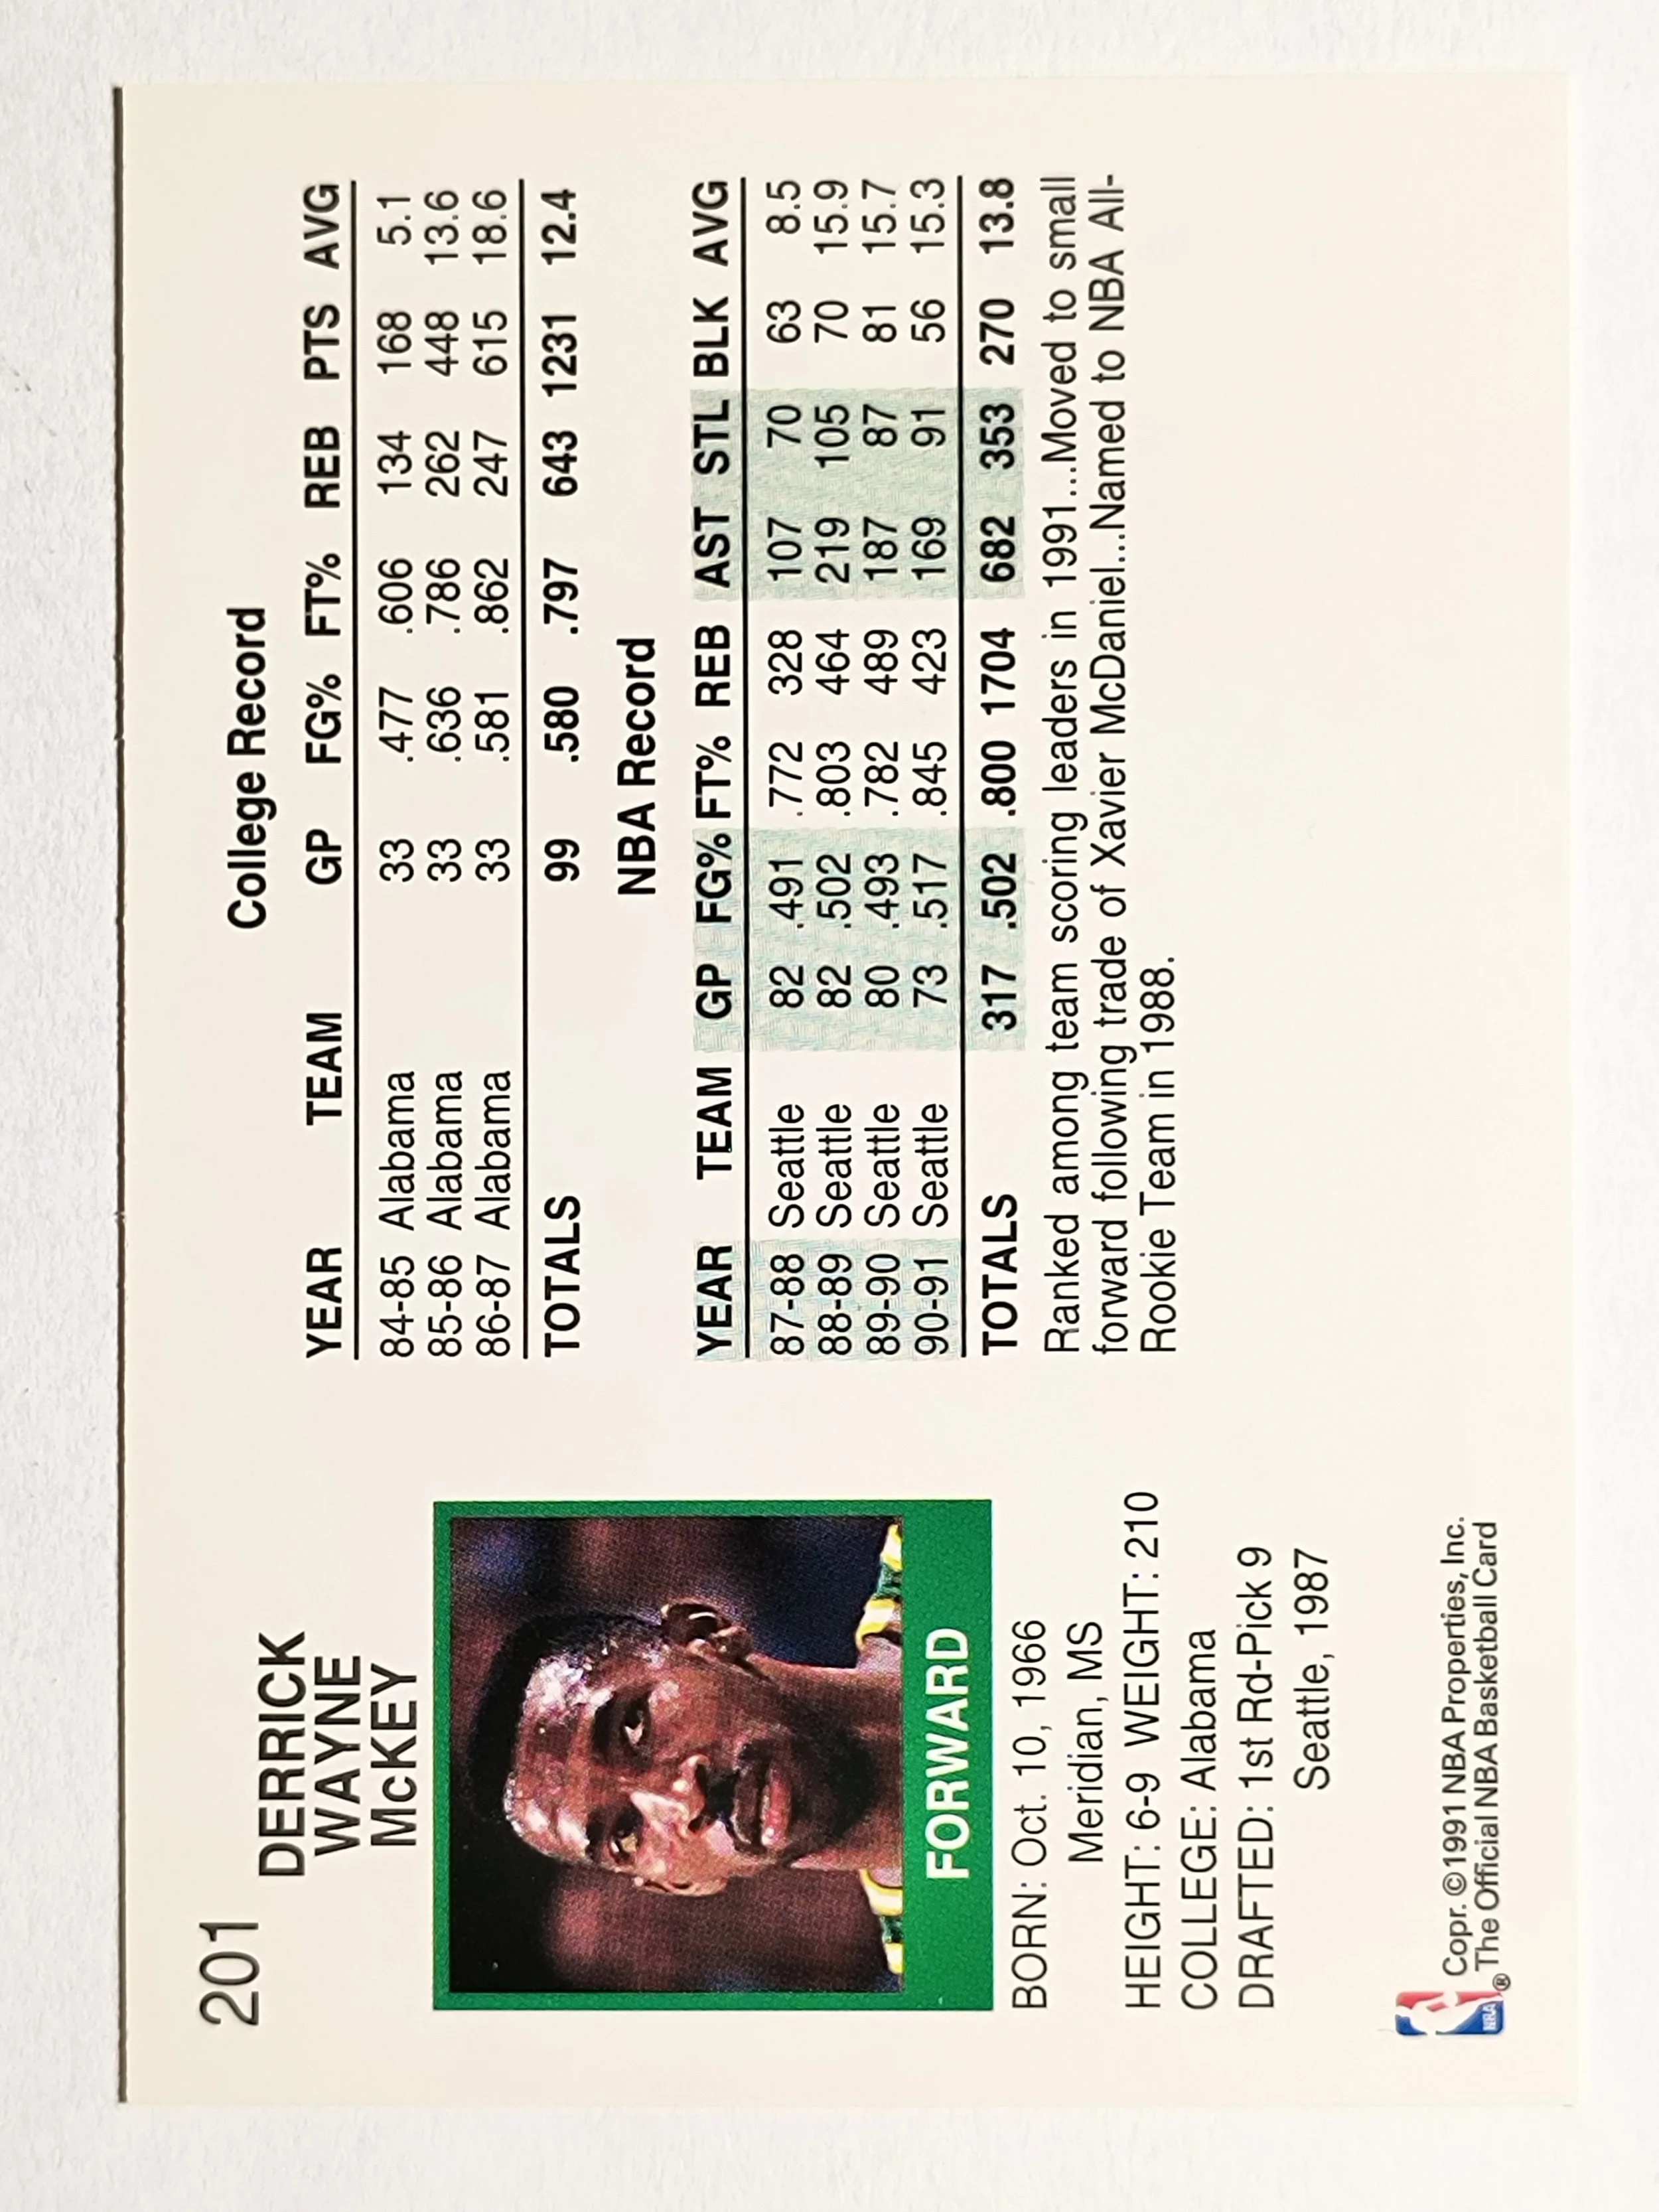 201
DERRICK
WAYNE
McKEY
FORWARD
BORN: Oct. 10, 1966
Meridian, MS
HEIGHT: 6-9 WEIGHT: 210
COLLEGE: Alabama
DRAFTED: 1st Rd-Pick 9
Seattle, 1987
NBA
®
Copr. ©1991 NBA Properties, Inc.
The Official NBA Basketball Card
College Record
YEAR TEAM GP FG% FT% REB PTS AVG
84-85 Alabama 33 .477 .606 134 168 5.1
85-86 Alabama 33 .636 .786 262 448 13.6
86-87 Alabama 33 .581 .862 247 615 18.6
TOTALS 99 .580 .797 643 1231 12.4
NBA Record
YEAR TEAM GP FG% FT% REB AST STL BLK AVG
87-88 Seattle 82 .491 .772 328 107 70 63 8.5
88-89 Seattle 82 .502 .803 464 219 105 70 15.9
89-90 Seattle 80 .493 .782 489 187 87 81 15.7
90-91 Seattle 73 .517 .845 423 169 91 56 15.3
TOTALS 317 .502 .800 1704 682 353 270 13.8
Ranked among team scoring leaders in 1991...Moved to small
forward following trade of Xavier McDaniel...Named to NBA All-
Rookie Team in 1988.